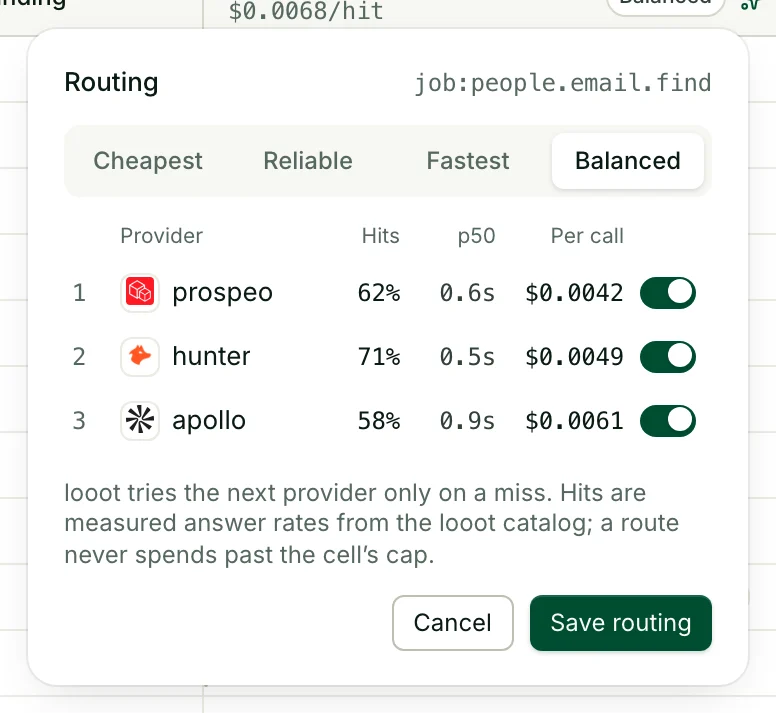 $0.0068/hit
Balanced
Routing
job:people.email.find
Cheapest Reliable Fastest Balanced
Provider Hits p50 Per call
1 prospeo 62% 0.6s $0.0042
2 hunter 71% 0.5s $0.0049
3 apollo 58% 0.9s $0.0061
looot tries the next provider only on a miss. Hits are
measured answer rates from the looot catalog; a route
never spends past the cell’s cap.
Cancel Save routing